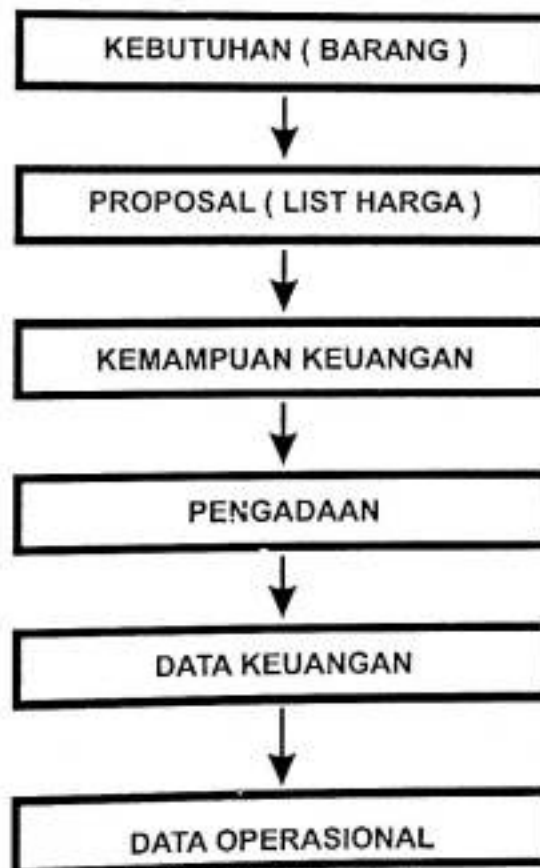 KEBUTUHAN ( BARANG )
PROPOSAL ( LIST HARGA )
KEMAMPUAN KEUANGAN
PENGADAAN
DATA KEUANGAN
DATA OPERASIONAL